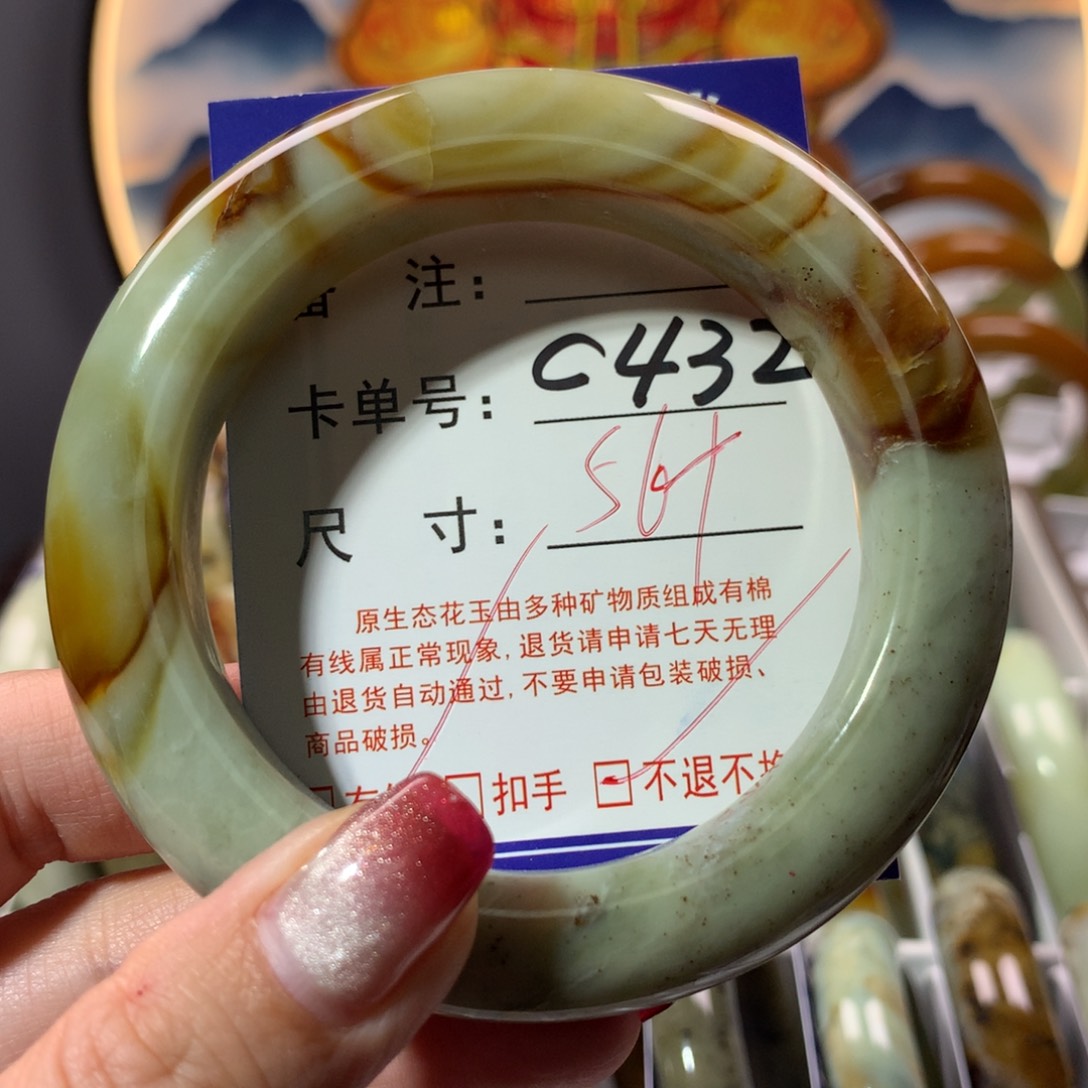 备 注:
卡单号: C432
尺 寸:
原生态花玉由多种矿物质组成有棉
有线属正常现象,退货请申请七天无理
由退货自动通过,不要申请包装破损、
商品破损。
扣手 不退不换